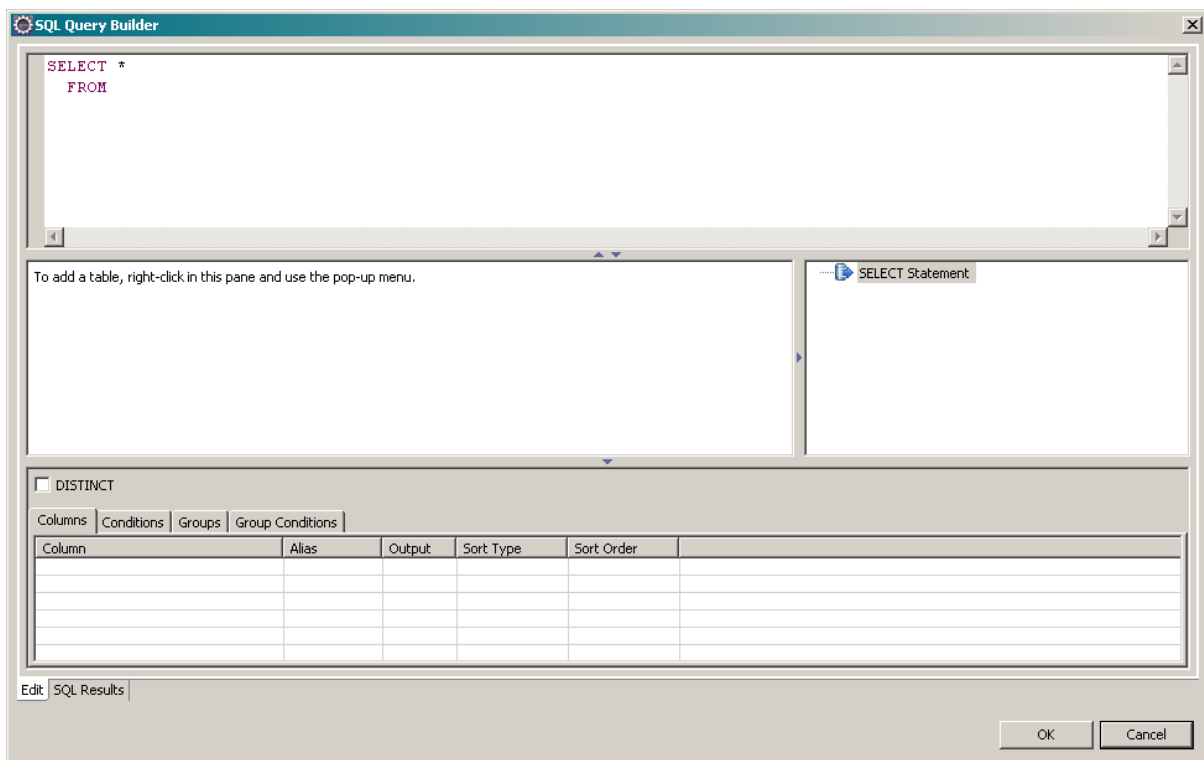 SQL Query Builder
SELECT *
FROM
To add a table, right-click in this pane and use the pop-up menu.
SELECT Statement
DISTINCT
Columns Conditions Groups Group Conditions
Column Alias Output Sort Type Sort Order
Edit SQL Results
OK Cancel